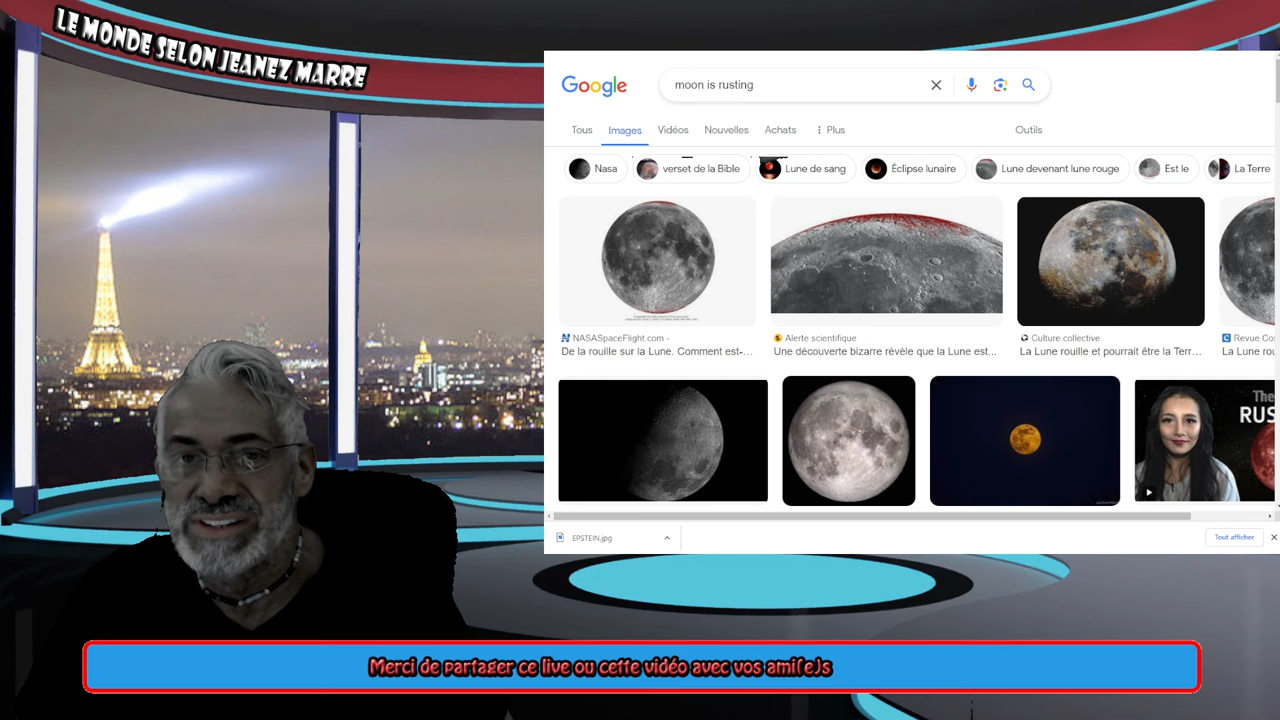 LE MONDE SELON JEANEZ MARRE
Google
moon is rusting
Tous Images Vidéos Nouvelles Achats Plus Outils
Nasa verset de la Bible Lune de sang Éclipse lunaire Lune devenant lune rouge Est le La Terre
NASASpaceFlight.com -
De la rouille sur la Lune. Comment est-...
Alerte scientifique
Une découverte bizarre révèle que la Lune est...
Culture collective
La Lune rouille et pourrait être la Terr...
Revue Cos
La Lune rou
The
RUS
EPSTEIN.jpg
Tout afficher
Merci de partager ce live ou cette vidéo avec vos ami(e)s